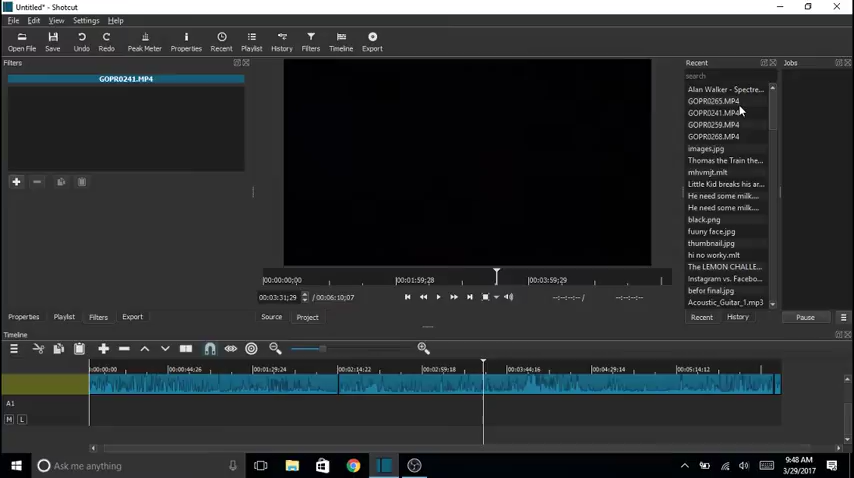 Untitled* - Shotcut
File Edit View Settings Help
Open File Save Undo Redo Peak Meter Properties Recent Playlist History Filters Timeline Export
Filters
GOPR0241.MP4
Recent
search
Alan Walker - Spectre...
GOPR0265.MP4
GOPR0241.MP4
GOPR0259.MP4
GOPR0268.MP4
images.jpg
Thomas the Train the...
mhvmjt.mlt
Little Kid breaks his ar...
He need some milk....
He need some milk....
black.png
fuuny face.jpg
thumbnail.jpg
hi no worky.mlt
The LEMON CHALLE...
Instagram vs. Facebo...
befor final.jpg
Acoustic_Guitar_1.mp3
Jobs
|00:00:00;00 |00:01:59;28 |00:03:59;29
00:03:31;29 / 00:06:10;07 --:--:--:-- / --:--:--:--
Properties Playlist Filters Export
Source Project
Recent History
Pause
Timeline
|0:00:00;00 |00:00:44;26 |00:01:29;24 |00:02:14;22 |00:02:59;18 |00:03:44;16 |00:04:29;14 |00:05:14;12
A1
M L
Ask me anything
9:48 AM
3/29/2017